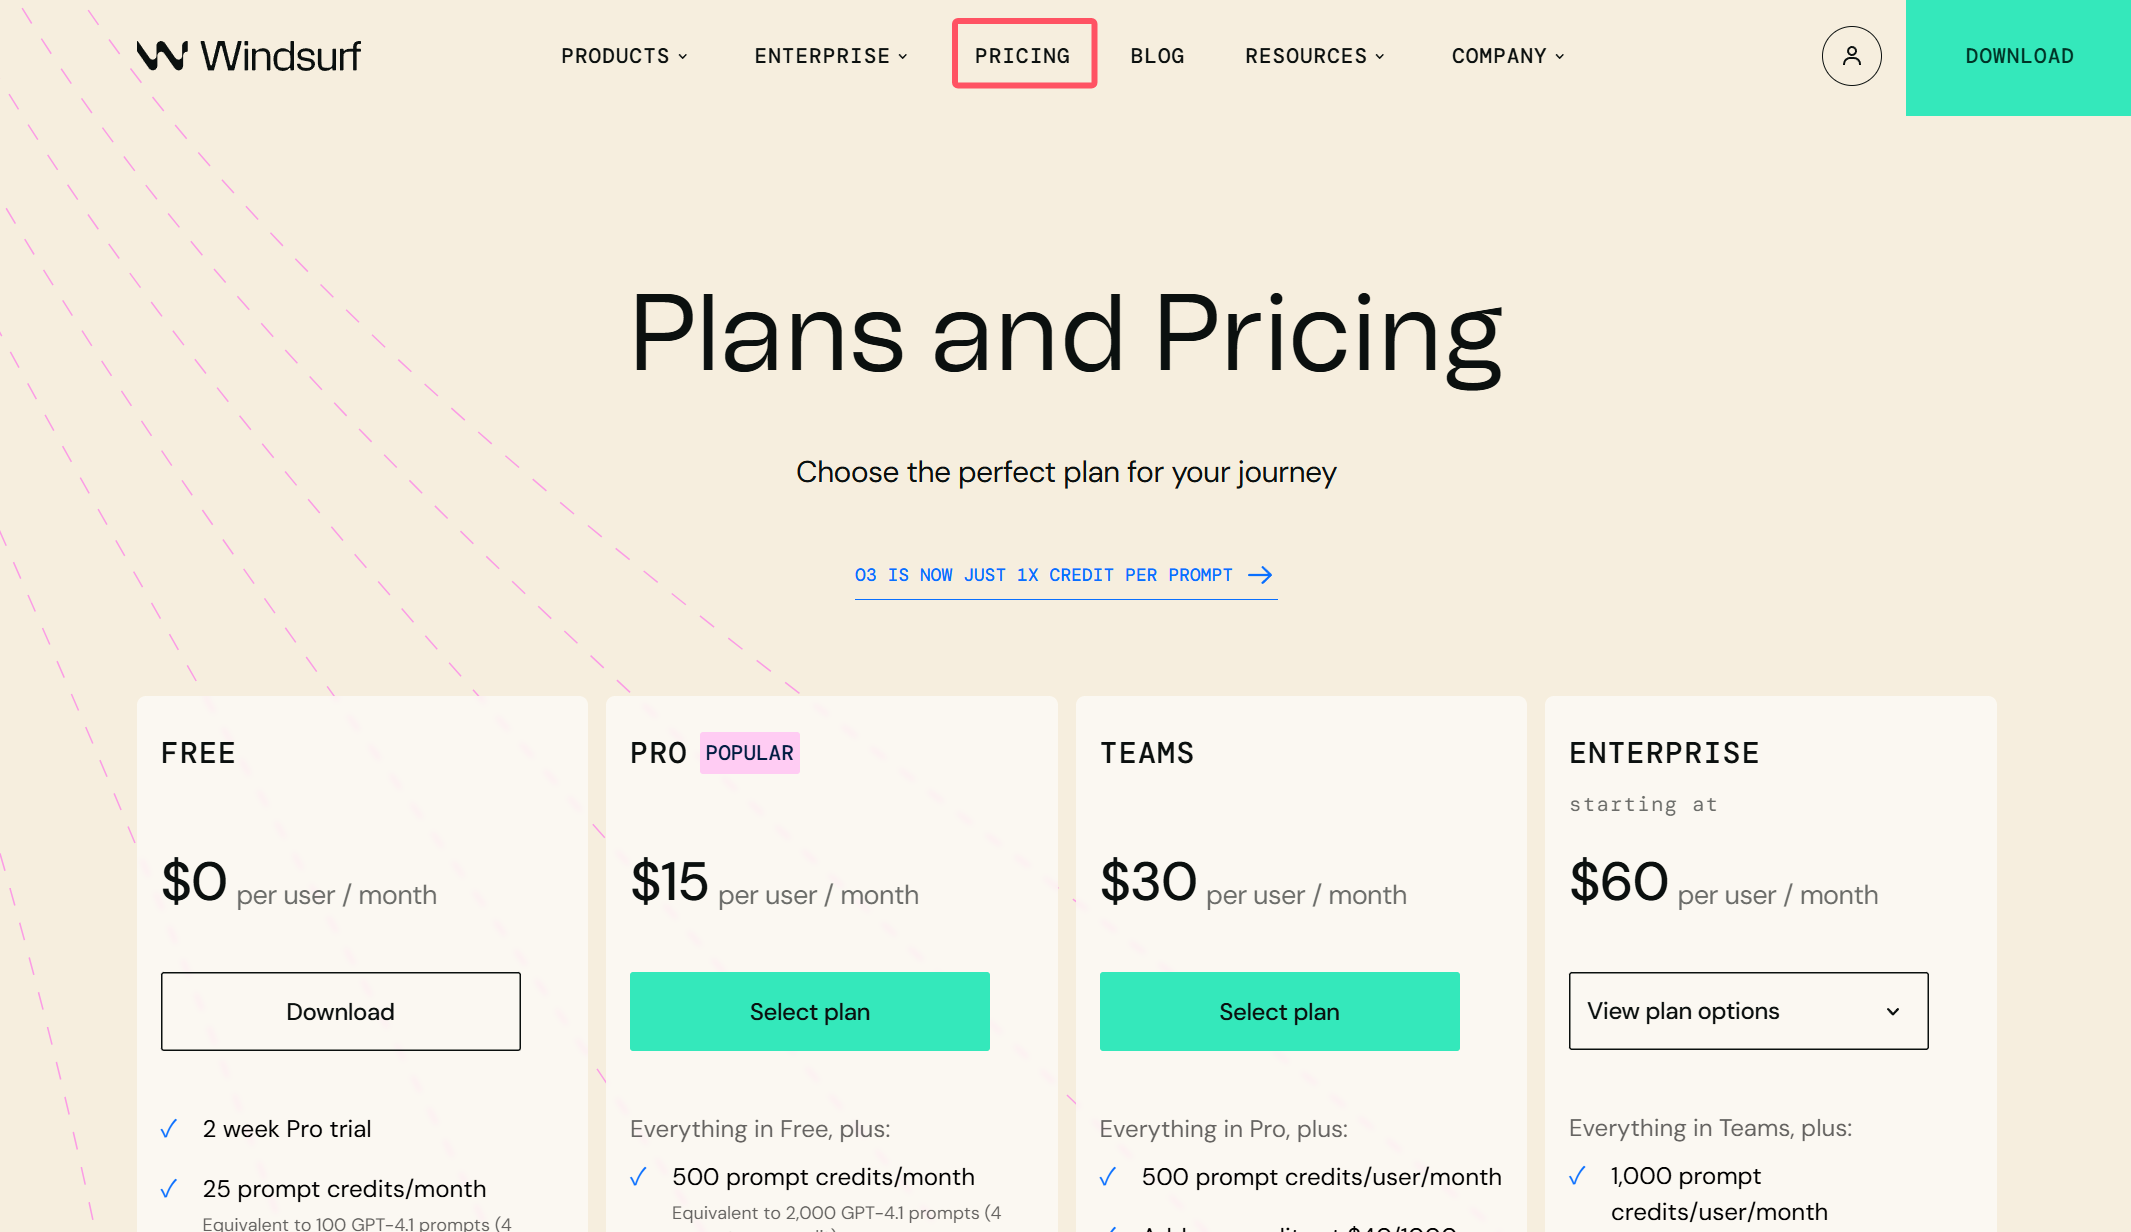 Windsurf
PRODUCTS
ENTERPRISE
PRICING
BLOG
RESOURCES
COMPANY
DOWNLOAD
Plans and Pricing
Choose the perfect plan for your journey
O3 IS NOW JUST 1X CREDIT PER PROMPT
FREE
$0 per user / month
Download
2 week Pro trial
25 prompt credits/month
Equivalent to 100 GPT-4.1 prompts (4
PRO POPULAR
$15 per user / month
Select plan
Everything in Free, plus:
500 prompt credits/month
Equivalent to 2,000 GPT-4.1 prompts (4
TEAMS
$30 per user / month
Select plan
Everything in Pro, plus:
500 prompt credits/user/month
ENTERPRISE
starting at
$60 per user / month
View plan options
Everything in Teams, plus:
1,000 prompt
credits/user/month